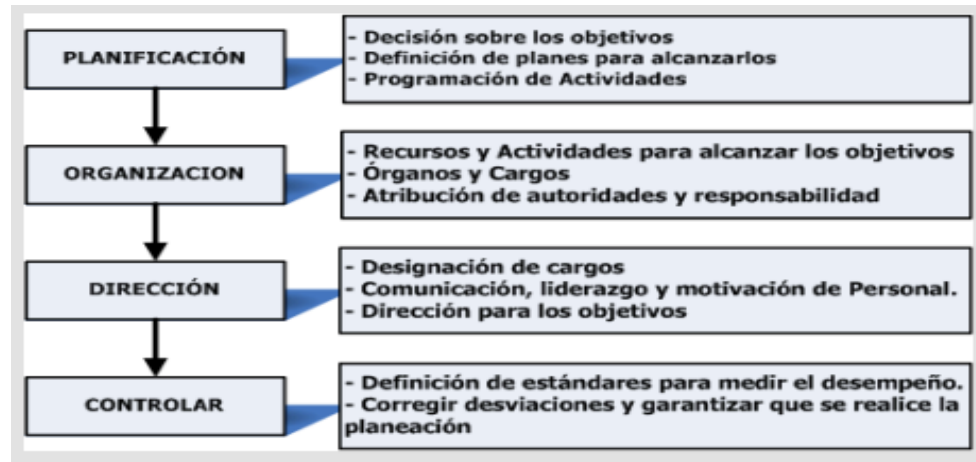 PLANIFICACIÓN
- Decisión sobre los objetivos
- Definición de planes para alcanzarlos
- Programación de Actividades
ORGANIZACION
- Recursos y Actividades para alcanzar los objetivos
- Órganos y Cargos
- Atribución de autoridades y responsabilidad
DIRECCIÓN
- Designación de cargos
- Comunicación, liderazgo y motivación de Personal.
- Dirección para los objetivos
CONTROLAR
- Definición de estándares para medir el desempeño.
- Corregir desviaciones y garantizar que se realice la
planeación